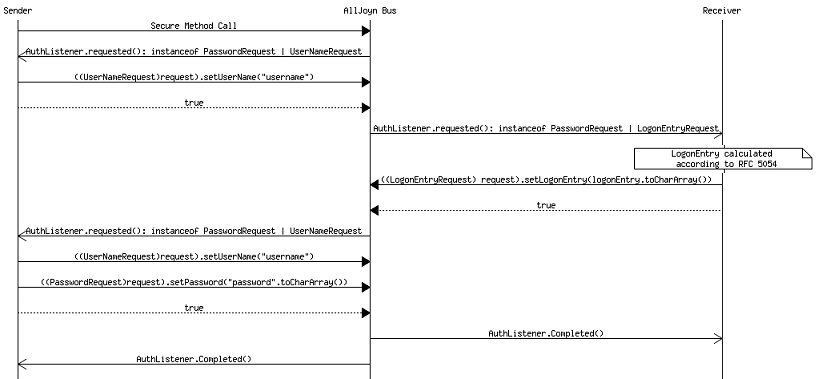 Sender
AllJoyn Bus
Receiver
Secure Method Call
AuthListener.requested(): instanceof PasswordRequest | UserNameRequest
((UserNameRequest)request).setUserName("username")
true
AuthListener.requested(): instanceof PasswordRequest | LogonEntryRequest
LogonEntry calculated
according to RFC 5054
((LogonEntryRequest) request).setLogonEntry(logonEntry.toCharArray())
true
AuthListener.requested(): instanceof PasswordRequest | UserNameRequest
((UserNameRequest)request).setUserName("username")
((PasswordRequest)request).setPassword("password".toCharArray())
true
AuthListener.Completed()
AuthListener.Completed()